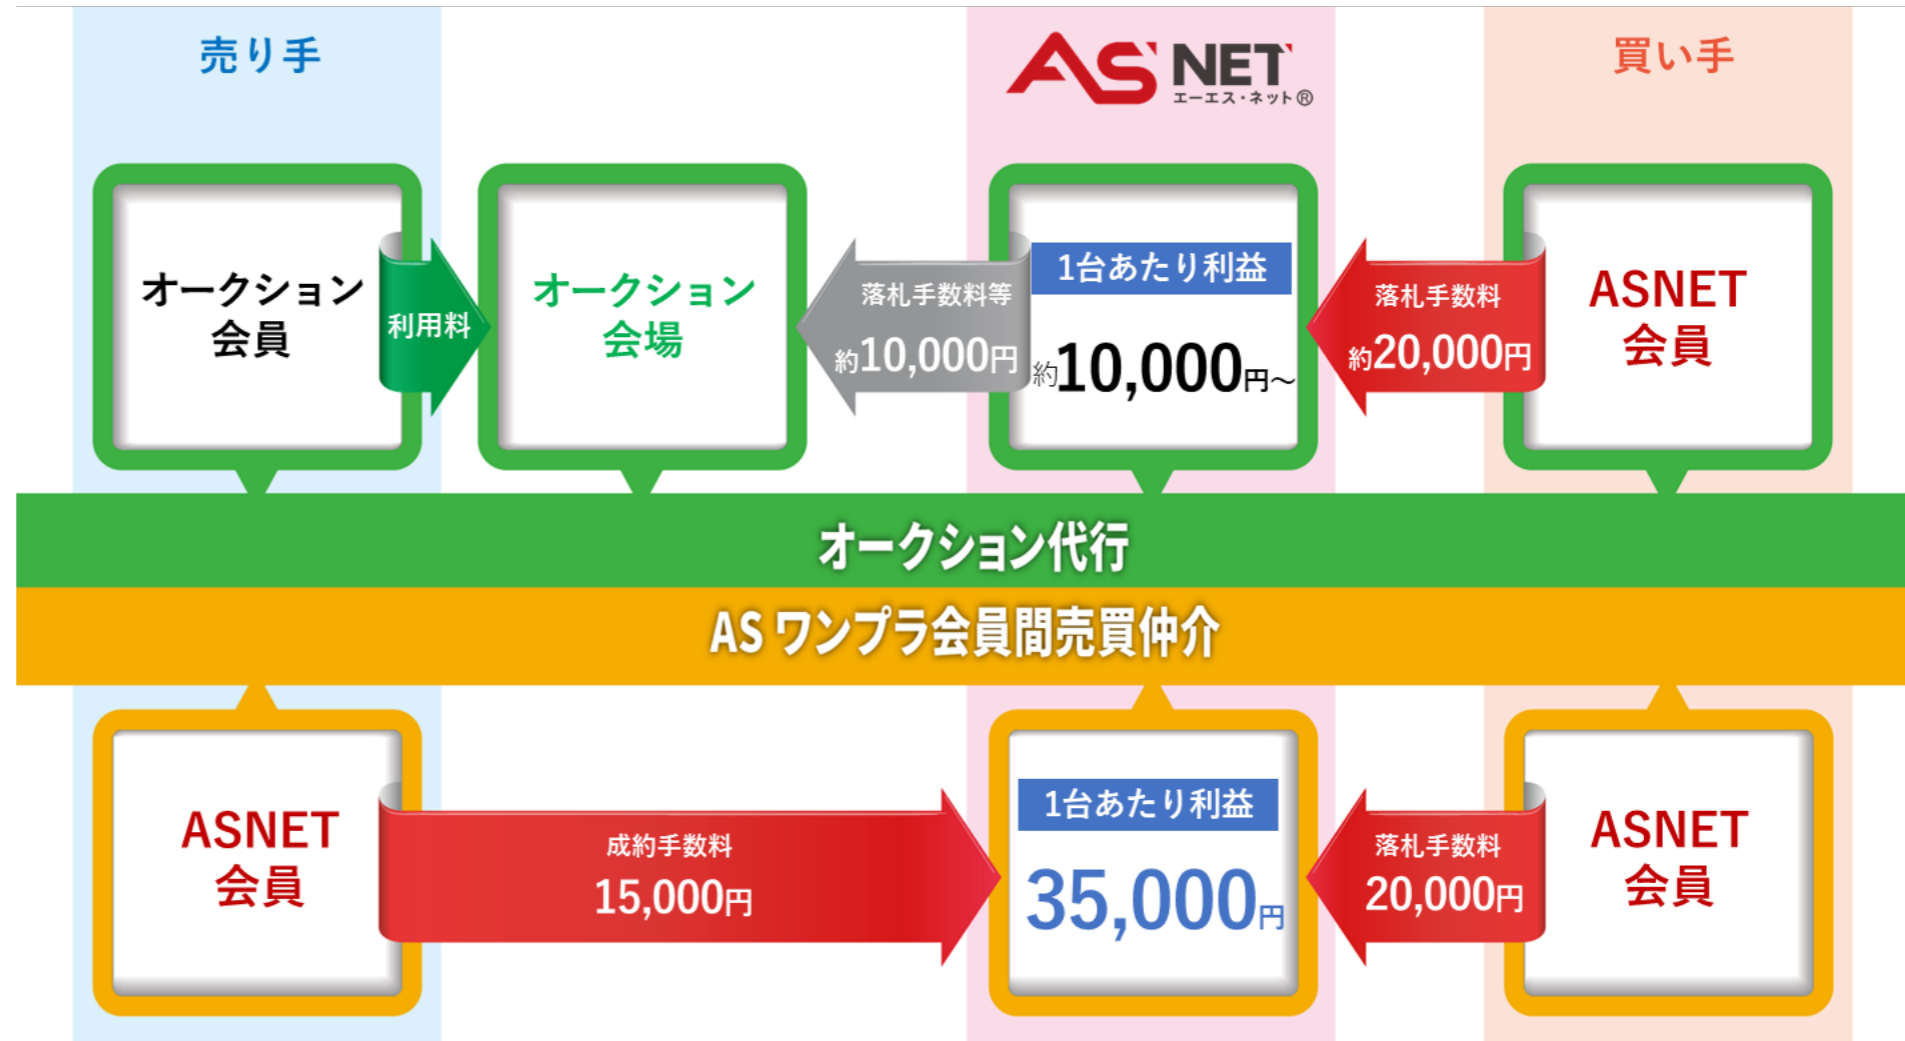 売り手
AS NET
エーエス・ネット®
買い手
オークション
会員
利用料
オークション
会場
落札手数料等
約10,000円
1台あたり利益
約10,000円～
落札手数料
約20,000円
ASNET
会員
オークション代行
AS ワンプラ会員間売買仲介
ASNET
会員
成約手数料
15,000円
1台あたり利益
35,000円
落札手数料
20,000円
ASNET
会員